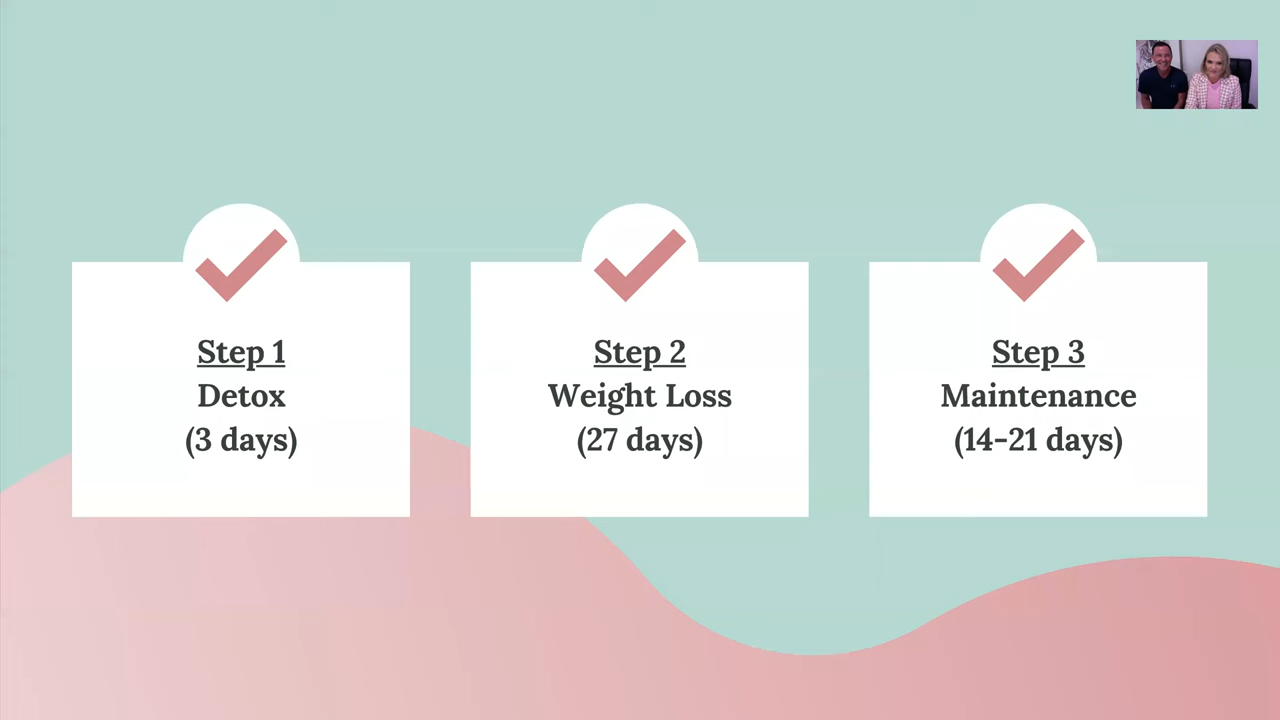 Step 1
Detox
(3 days)
Step 2
Weight Loss
(27 days)
Step 3
Maintenance
(14-21 days)